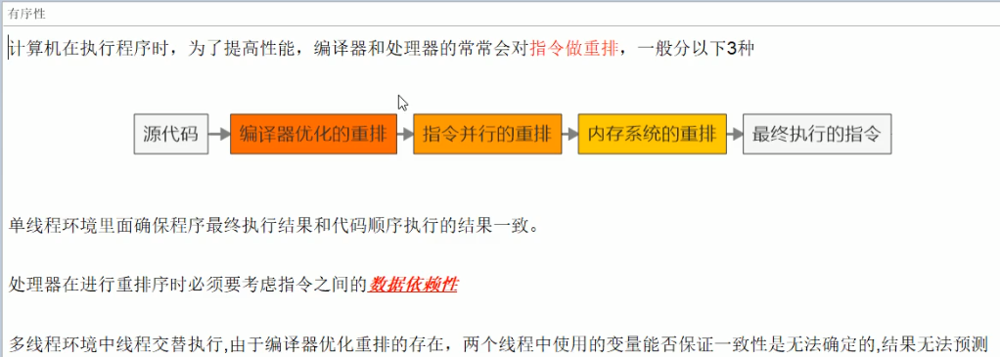 有序性
计算机在执行程序时，为了提高性能，编译器和处理器的常常会对指令做重排，一般分以下3种
源代码 编译器优化的重排 指令并行的重排 内存系统的重排 最终执行的指令
单线程环境里面确保程序最终执行结果和代码顺序执行的结果一致。
处理器在进行重排序时必须要考虑指令之间的数据依赖性
多线程环境中线程交替执行,由于编译器优化重排的存在，两个线程中使用的变量能否保证一致性是无法确定的,结果无法预测